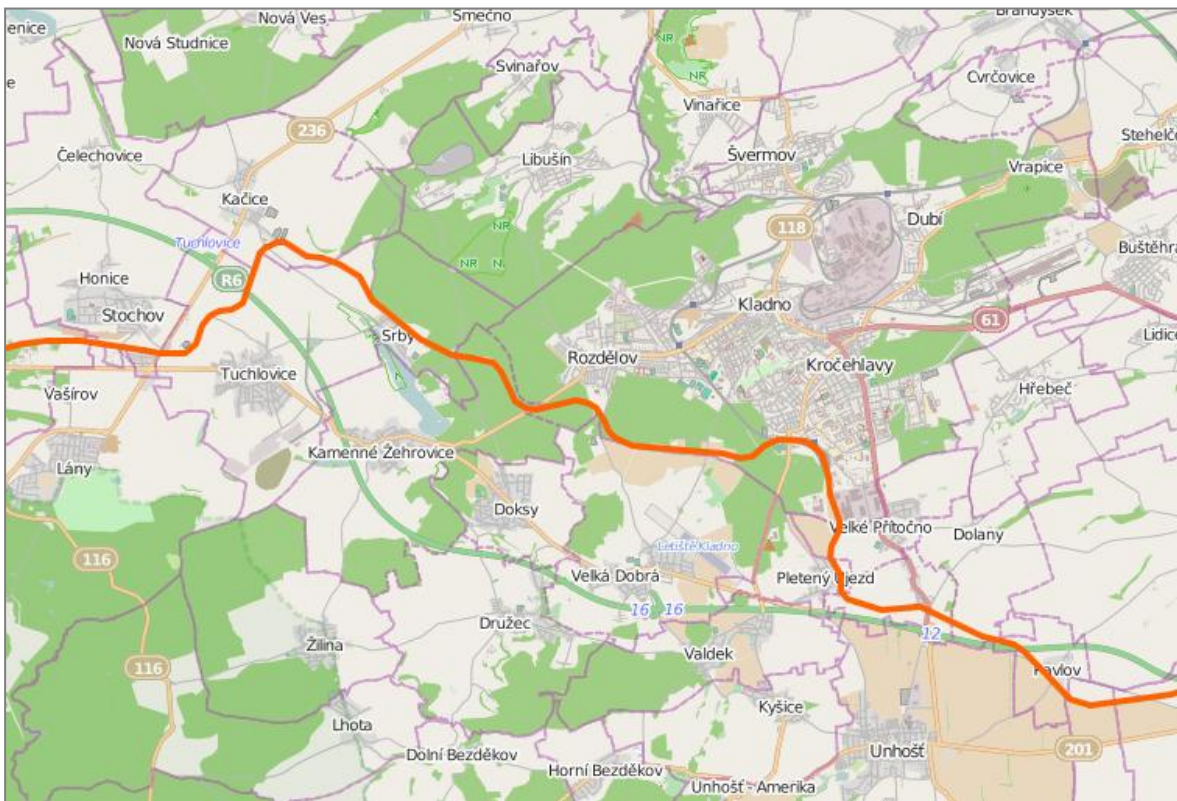 Nová Ves
Smečno
Brandýsek
enice
Nová Studnice
Svinařov
NR
NR
Cvrčovice
e
Vinařice
236
Stehelče
Čelechovice
Libušín
Švermov
Vrapice
Kačice
118
Dubí
Tuchlovice
NR
N.
Buštěhra
R6
Honice
Stochov
Kladno
61
Srby
Lidice
Rozdělov
Kročehlavy
Tuchlovice
Vašírov
Hřebeč
Kamenné Žehrovice
Lány
Doksy
Velké Přítočno
Dolany
116
Letiště Kladno
Velká Dobrá
Pletený Újezd
16
16
Družec
12
Žilina
Valdek
116
Pavlov
Kyšice
Lhota
Unhošť
201
Dolní Bezděkov
Horní Bezděkov
Unhošť - Amerika